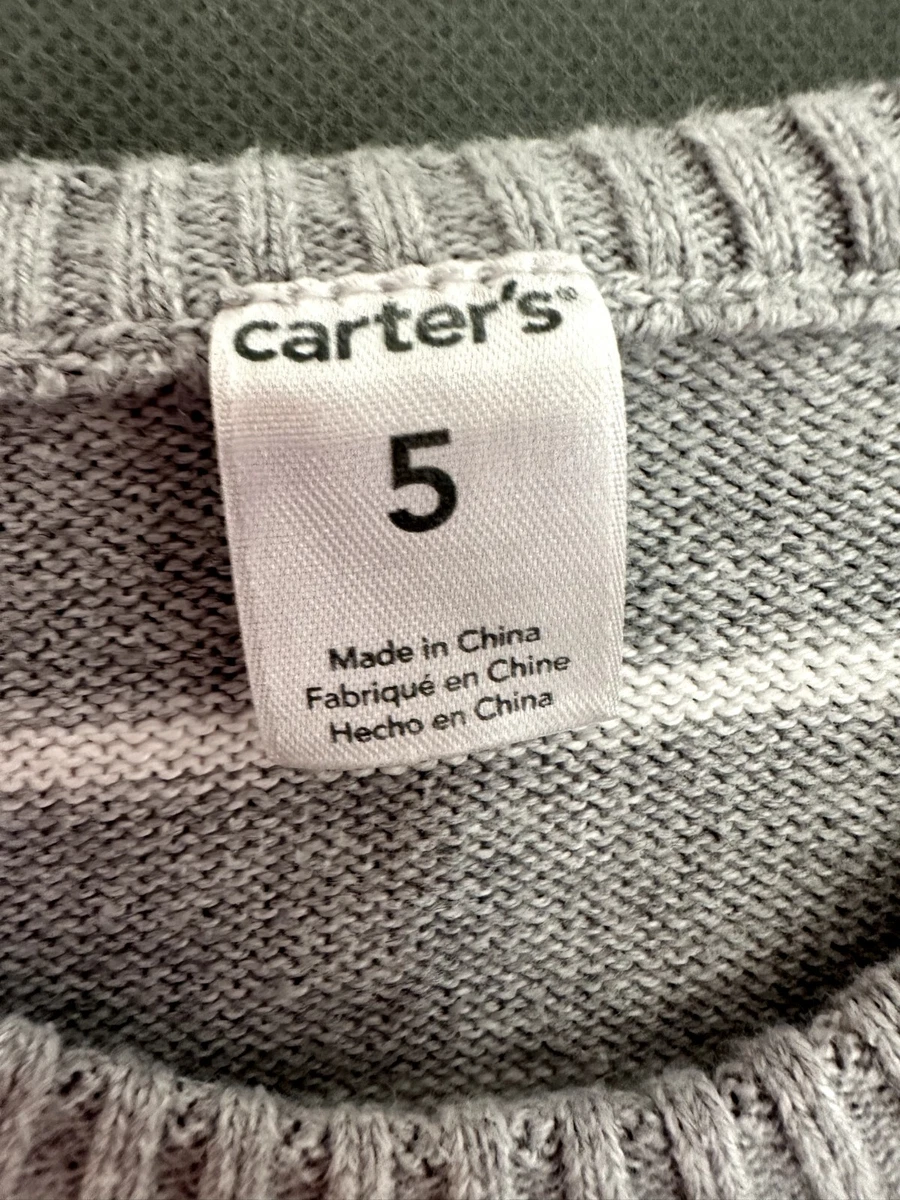 carter's®
5
Made in China
Fabriqué en Chine
Hecho en China